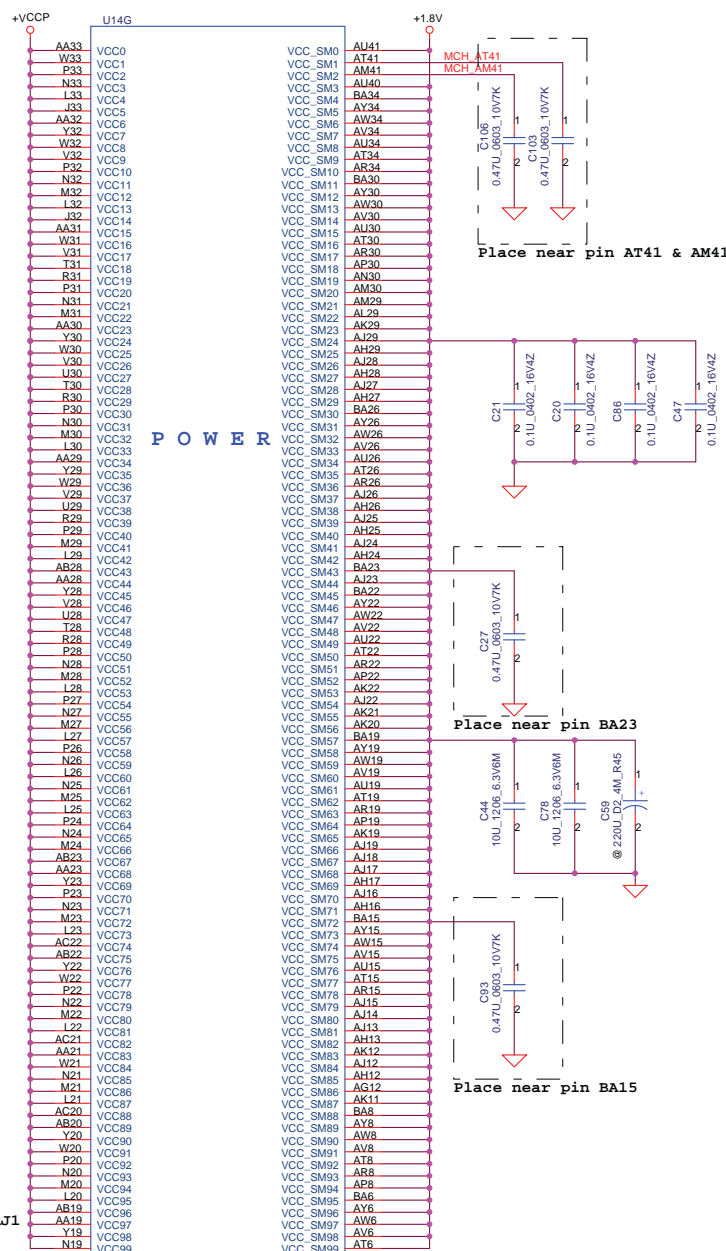 +VCCP U14G +1.8V
AA33 VCC0 VCC_SM0 AU41
W33 VCC1 VCC_SM1 AT41 MCH_AT41
P33 VCC2 VCC_SM2 AM41 MCH_AM41
N33 VCC3 VCC_SM3 AU40
L33 VCC4 VCC_SM4 BA34
J33 VCC5 VCC_SM5 AY34
AA32 VCC6 VCC_SM6 AW34
Y32 VCC7 VCC_SM7 AV34
W32 VCC8 VCC_SM8 AU34
V32 VCC9 VCC_SM9 AT34
P32 VCC10 VCC_SM10 AR34
N32 VCC11 VCC_SM11 BA30
M32 VCC12 VCC_SM12 AY30
L32 VCC13 VCC_SM13 AW30
J32 VCC14 VCC_SM14 AV30
AA31 VCC15 VCC_SM15 AU30
W31 VCC16 VCC_SM16 AT30
V31 VCC17 VCC_SM17 AR30
T31 VCC18 VCC_SM18 AP30
R31 VCC19 VCC_SM19 AN30
P31 VCC20 VCC_SM20 AM30
N31 VCC21 VCC_SM21 AM29
M31 VCC22 VCC_SM22 AL29
AA30 VCC23 VCC_SM23 AK29
Y30 VCC24 VCC_SM24 AJ29
W30 VCC25 VCC_SM25 AH29
V30 VCC26 VCC_SM26 AJ28
U30 VCC27 VCC_SM27 AH28
T30 VCC28 VCC_SM28 AJ27
R30 VCC29 VCC_SM29 AH27
P30 VCC30 VCC_SM30 BA26
N30 VCC31 VCC_SM31 AY26
M30 VCC32 VCC_SM32 AW26
L30 VCC33 VCC_SM33 AV26
AA29 VCC34 VCC_SM34 AU26
Y29 VCC35 VCC_SM35 AT26
W29 VCC36 VCC_SM36 AR26
V29 VCC37 VCC_SM37 AJ26
U29 VCC38 VCC_SM38 AH26
R29 VCC39 VCC_SM39 AJ25
P29 VCC40 VCC_SM40 AH25
M29 VCC41 VCC_SM41 AJ24
L29 VCC42 VCC_SM42 AH24
AB28 VCC43 VCC_SM43 BA23
AA28 VCC44 VCC_SM44 AJ23
Y28 VCC45 VCC_SM45 BA22
V28 VCC46 VCC_SM46 AY22
U28 VCC47 VCC_SM47 AW22
T28 VCC48 VCC_SM48 AV22
R28 VCC49 VCC_SM49 AU22
P28 VCC50 VCC_SM50 AT22
N28 VCC51 VCC_SM51 AR22
M28 VCC52 VCC_SM52 AP22
L28 VCC53 VCC_SM53 AK22
P27 VCC54 VCC_SM54 AJ22
N27 VCC55 VCC_SM55 AK21
M27 VCC56 VCC_SM56 AK20
L27 VCC57 VCC_SM57 BA19
P26 VCC58 VCC_SM58 AY19
N26 VCC59 VCC_SM59 AW19
L26 VCC60 VCC_SM60 AV19
N25 VCC61 VCC_SM61 AU19
M25 VCC62 VCC_SM62 AT19
L25 VCC63 VCC_SM63 AR19
P24 VCC64 VCC_SM64 AP19
N24 VCC65 VCC_SM65 AK19
M24 VCC66 VCC_SM66 AJ19
AB23 VCC67 VCC_SM67 AJ18
AA23 VCC68 VCC_SM68 AJ17
Y23 VCC69 VCC_SM69 AH17
P23 VCC70 VCC_SM70 AJ16
N23 VCC71 VCC_SM71 AH16
M23 VCC72 VCC_SM72 BA15
L23 VCC73 VCC_SM73 AY15
AC22 VCC74 VCC_SM74 AW15
AB22 VCC75 VCC_SM75 AV15
Y22 VCC76 VCC_SM76 AU15
W22 VCC77 VCC_SM77 AT15
P22 VCC78 VCC_SM78 AR15
N22 VCC79 VCC_SM79 AJ15
M22 VCC80 VCC_SM80 AJ14
L22 VCC81 VCC_SM81 AJ13
AC21 VCC82 VCC_SM82 AH13
AA21 VCC83 VCC_SM83 AK12
W21 VCC84 VCC_SM84 AJ12
N21 VCC85 VCC_SM85 AH12
M21 VCC86 VCC_SM86 AG12
L21 VCC87 VCC_SM87 AK11
AC20 VCC88 VCC_SM88 BA8
AB20 VCC89 VCC_SM89 AY8
Y20 VCC90 VCC_SM90 AW8
W20 VCC91 VCC_SM91 AV8
P20 VCC92 VCC_SM92 AT8
N20 VCC93 VCC_SM93 AR8
M20 VCC94 VCC_SM94 AP8
L20 VCC95 VCC_SM95 BA6
AB19 VCC96 VCC_SM96 AY6
AA19 VCC97 VCC_SM97 AW6
Y19 VCC98 VCC_SM98 AV6
N19 VCC99 VCC_SM99 AT6
POWER
J1
C106
0.47U_0603_10V7K
1
2
C103
0.47U_0603_10V7K
1
2
Place near pin AT41 & AM41
C21
0.1U_0402_16V4Z
1
2
C20
0.1U_0402_16V4Z
1
2
C86
0.1U_0402_16V4Z
1
2
C47
0.1U_0402_16V4Z
1
2
C27
0.47U_0603_10V7K
1
2
Place near pin BA23
C44
10U_1206_6.3V6M
1
2
C78
10U_1206_6.3V6M
1
2
C59
@ 220U_D2_4M_R45
1
+
2
C93
0.47U_0603_10V7K
1
2
Place near pin BA15